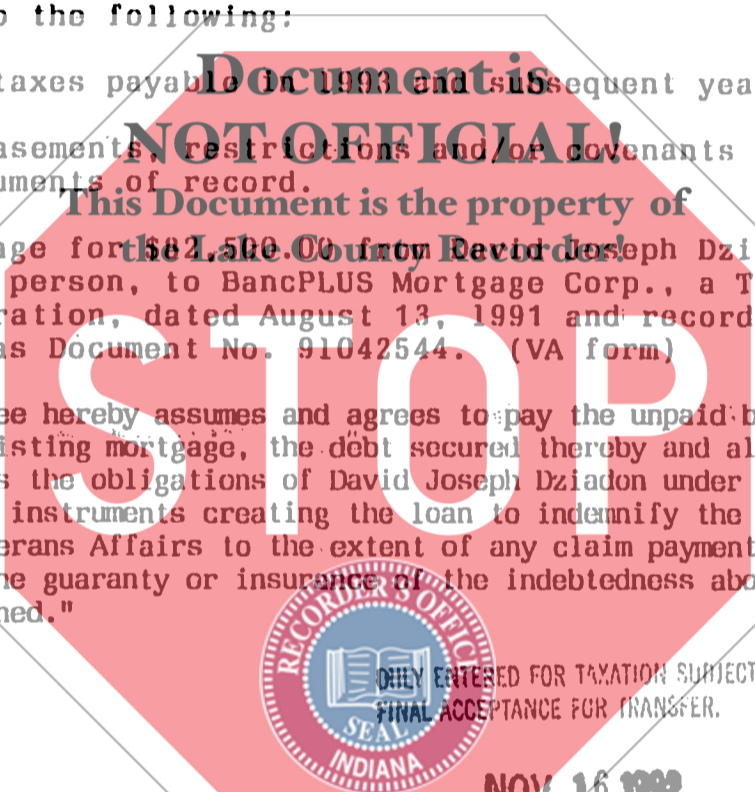 o the following:
taxes payable in 1993 and subsequent yea
Document is
asements, restrictions and/or covenants
NOT OFFICIAL!
uments of record.
This Document is the property of
the Lake County Recorder!
age for $82,500.00 from David Joseph Dzi
person, to BancPLUS Mortgage Corp., a T
ration, dated August 13, 1991 and record
as Document No. 91042544. (VA form)
STOP
ee hereby assumes and agrees to pay the unpaid b
isting mortgage, the debt secured thereby and al
s the obligations of David Joseph Dziadon under
instruments creating the loan to indemnify the
erans Affairs to the extent of any claim payment
he guaranty or insurance of the indebtedness abo
ned."
RECORDER'S OFFICE
SEAL
INDIANA
DULY ENTERED FOR TAXATION SUBJECT
FINAL ACCEPTANCE FOR TRANSFER.
NOV 16 1992